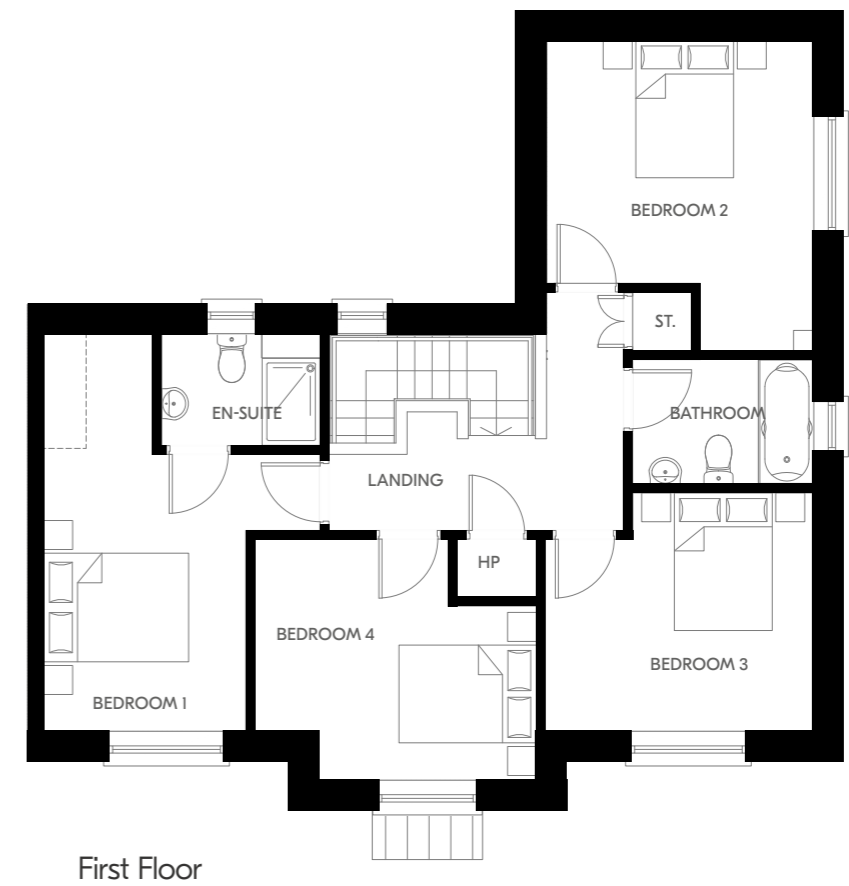 BEDROOM 2
ST.
EN-SUITE
BATHROOM
LANDING
HP
BEDROOM 4
BEDROOM 3
BEDROOM 1
First Floor